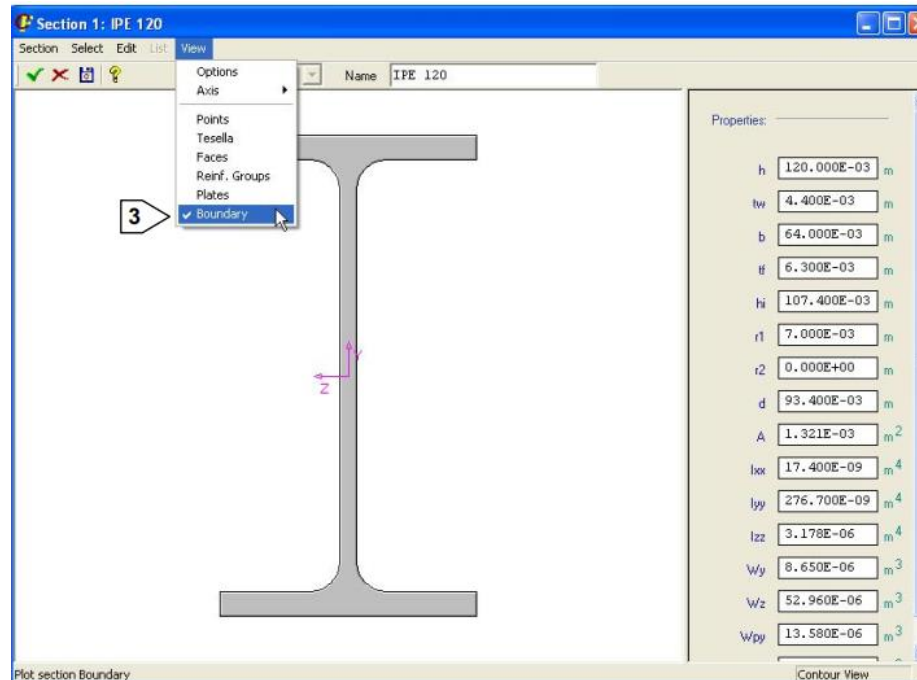 Section 1: IPE 120
Section Select Edit List View
Name IPE 120
Options
Axis
Points
Tesella
Faces
Reinf. Groups
Plates
Boundary
3
Y
Z
Properties:
h 120.000E-03 m
tw 4.400E-03 m
b 64.000E-03 m
tf 6.300E-03 m
hi 107.400E-03 m
r1 7.000E-03 m
r2 0.000E+00 m
d 93.400E-03 m
A 1.321E-03 m2
Ixx 17.400E-09 m4
Iyy 276.700E-09 m4
Izz 3.178E-06 m4
Wy 8.650E-06 m3
Wz 52.960E-06 m3
Wpy 13.580E-06 m3
Plot section Boundary
Contour View